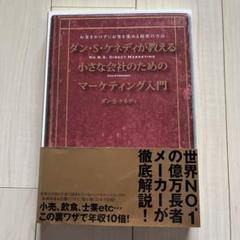 お金をかけずにお客を集める秘密の方法
ダン・S・ケネディが教える
小さな会社のための
NO B.S. DIRECT MARKETING
マーケティング入門
ダン・S・ケネディ
世界NO.1
の億万長者
メーカーが
徹底解説!
小売、飲食、士業etc…
この裏ワザで年収10倍!